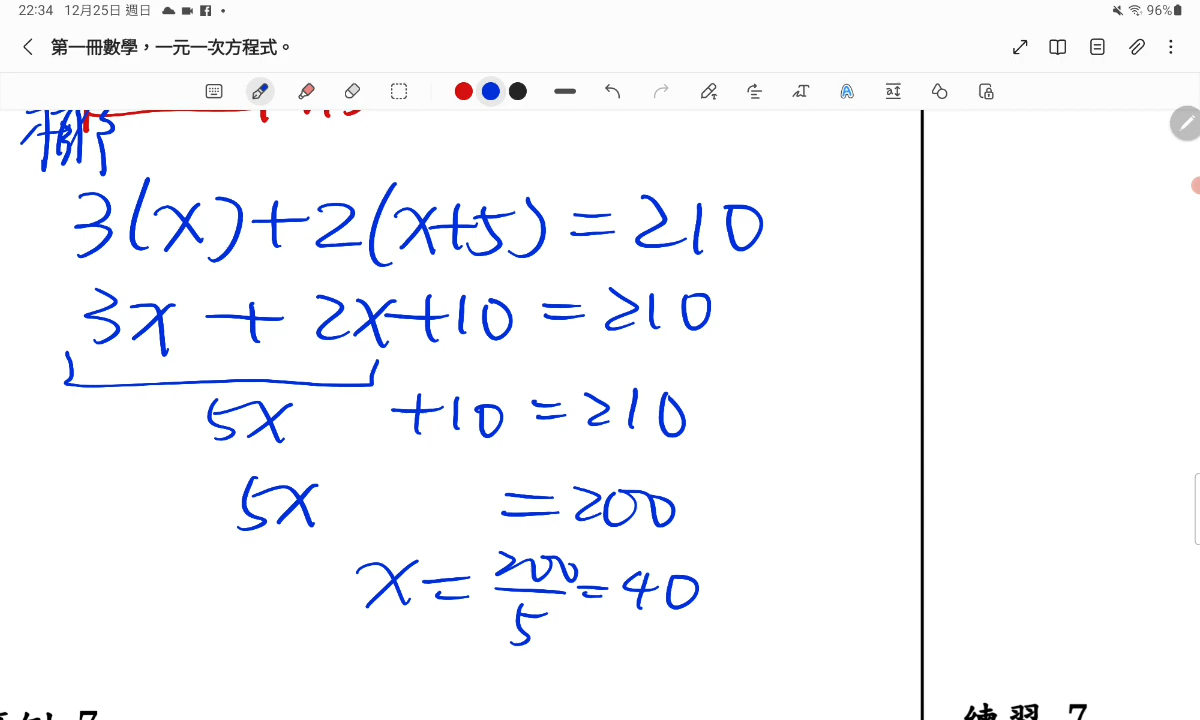 22:34 12月25日 週日 96%
第一冊數學，一元一次方程式。
3(x)+2(x+5)=210
3x + 2x+10=210
5x +10=210
5x =200
x=200/5=40
7
練習 7